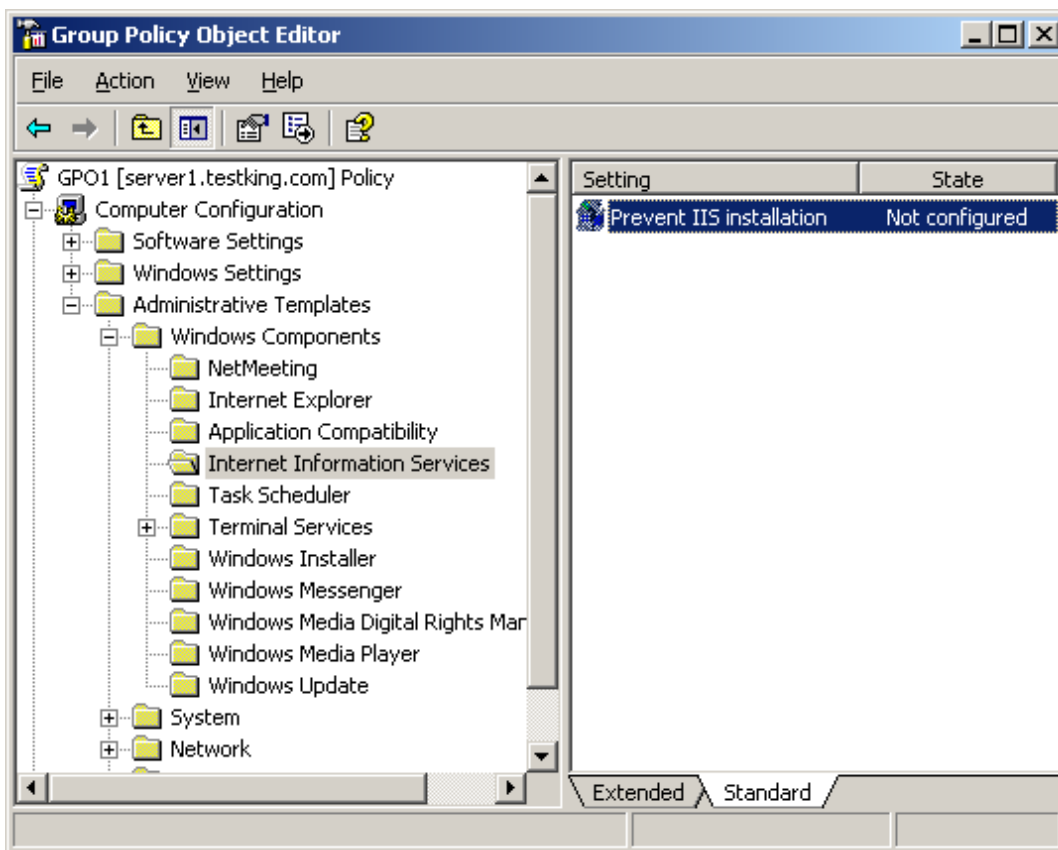 Group Policy Object Editor
File Action View Help
GPO1 [server1.testking.com] Policy
Computer Configuration
Software Settings
Windows Settings
Administrative Templates
Windows Components
NetMeeting
Internet Explorer
Application Compatibility
Internet Information Services
Task Scheduler
Terminal Services
Windows Installer
Windows Messenger
Windows Media Digital Rights Mar
Windows Media Player
Windows Update
System
Network
Setting State
Prevent IIS installation Not configured
Extended Standard